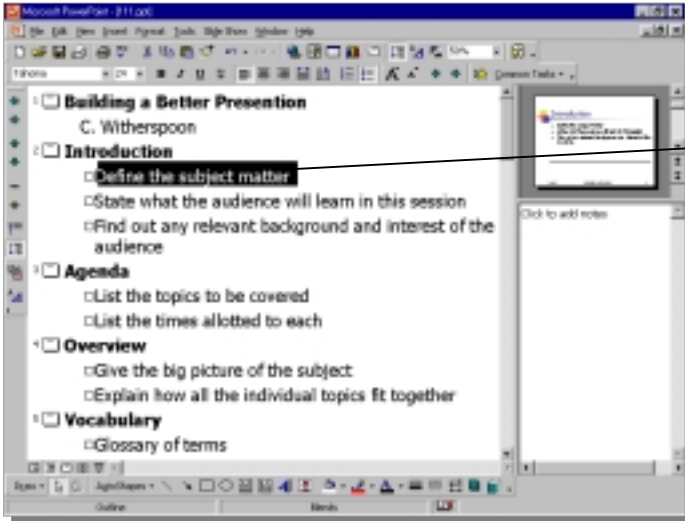 Microsoft PowerPoint - [f11.ppt]
File Edit View Insert Format Tools Slide Show Window Help
Tahoma 24 Common Tasks
1 Building a Better Presention
C. Witherspoon
2 Introduction
Define the subject matter
State what the audience will learn in this session
Find out any relevant background and interest of the
audience
3 Agenda
List the topics to be covered
List the times allotted to each
4 Overview
Give the big picture of the subject
Explain how all the individual topics fit together
5 Vocabulary
Glossary of terms
Introduction
Click to add notes
Draw AutoShapes
Outline Blends